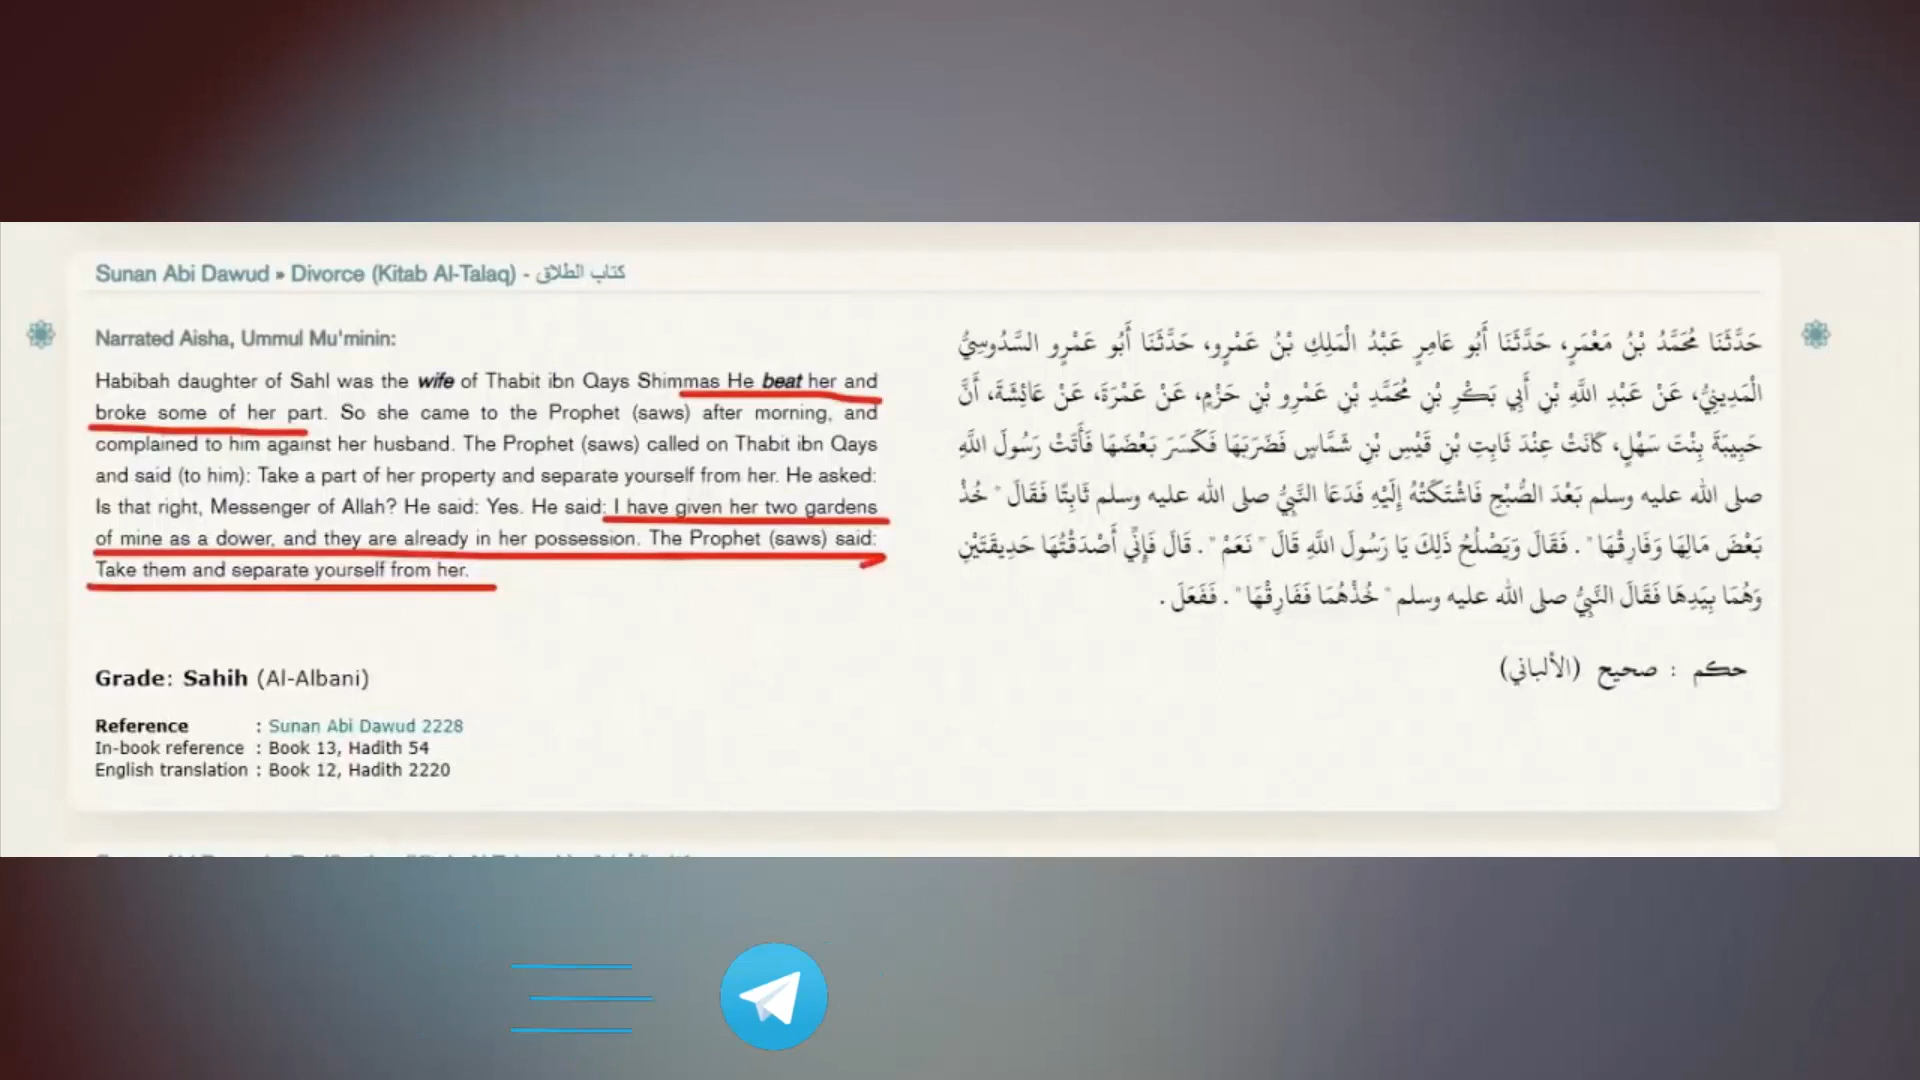 Sunan Abi Dawud » Divorce (Kitab Al-Talaq) - كتاب الطلاق
Narrated Aisha, Ummul Mu'minin:
Habibah daughter of Sahl was the wife of Thabit ibn Qays Shimmas He beat her and
broke some of her part. So she came to the Prophet (saws) after morning, and
complained to him against her husband. The Prophet (saws) called on Thabit ibn Qays
and said (to him): Take a part of her property and separate yourself from her. He asked:
Is that right, Messenger of Allah? He said: Yes. He said: I have given her two gardens
of mine as a dower, and they are already in her possession. The Prophet (saws) said:
Take them and separate yourself from her.
حَدَّثَنَا مُحَمَّدُ بْنُ مَعْمَرٍ، حَدَّثَنَا أَبُو عَامِرٍ عَبْدُ الْمَلِكِ بْنُ عَمْرٍو، حَدَّثَنَا أَبُو عَمْرٍو السَّدُوسِيُّ
الْمَدِينِيُّ، عَنْ عَبْدِ اللَّهِ بْنِ أَبِي بَكْرِ بْنِ مُحَمَّدِ بْنِ عَمْرِو بْنِ حَزْمٍ، عَنْ عَمْرَةَ، عَنْ عَائِشَةَ، أَنَّ
حَبِيبَةَ بِنْتَ سَهْلٍ، كَانَتْ عِنْدَ ثَابِتِ بْنِ قَيْسِ بْنِ شَمَّاسٍ فَضَرَبَهَا فَكَسَرَ بَعْضَهَا فَأَتَتْ رَسُولَ اللَّهِ
صلى الله عليه وسلم بَعْدَ الصُّبْحِ فَاشْتَكَتْهُ إِلَيْهِ فَدَعَا النَّبِيُّ صلى الله عليه وسلم ثَابِتًا فَقَالَ " خُذْ
بَعْضَ مَالِهَا وَفَارِقْهَا " . فَقَالَ وَيَصْلُحُ ذَلِكَ يَا رَسُولَ اللَّهِ قَالَ " نَعَمْ " . قَالَ فَإِنِّي أَصْدَقْتُهَا حَدِيقَتَيْنِ
وَهُمَا بِيَدِهَا فَقَالَ النَّبِيُّ صلى الله عليه وسلم " خُذْهُمَا فَفَارِقْهَا " . فَفَعَلَ .
حكم : صحيح (الألباني)
Grade: Sahih (Al-Albani)
Reference : Sunan Abi Dawud 2228
In-book reference : Book 13, Hadith 54
English translation : Book 12, Hadith 2220